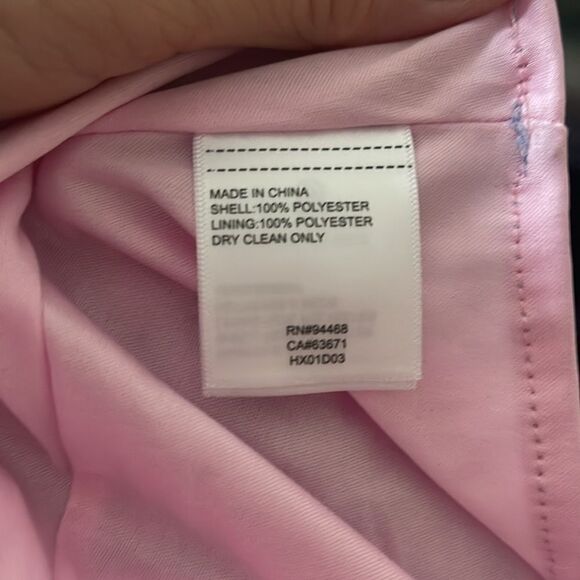 MADE IN CHINA
SHELL:100% POLYESTER
LINING:100% POLYESTER
DRY CLEAN ONLY
RN#94468
CA#63671
HX01D03